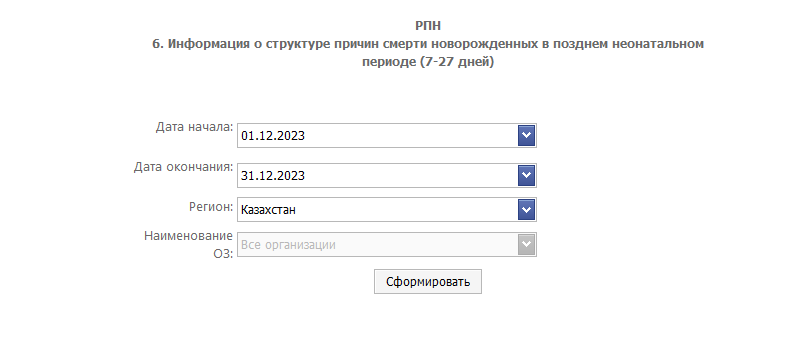 РПН
6. Информация о структуре причин смерти новорожденных в позднем неонатальном
периоде (7-27 дней)
Дата начала: 01.12.2023
Дата окончания: 31.12.2023
Регион: Казахстан
Наименование
ОЗ: Все организации
Сформировать